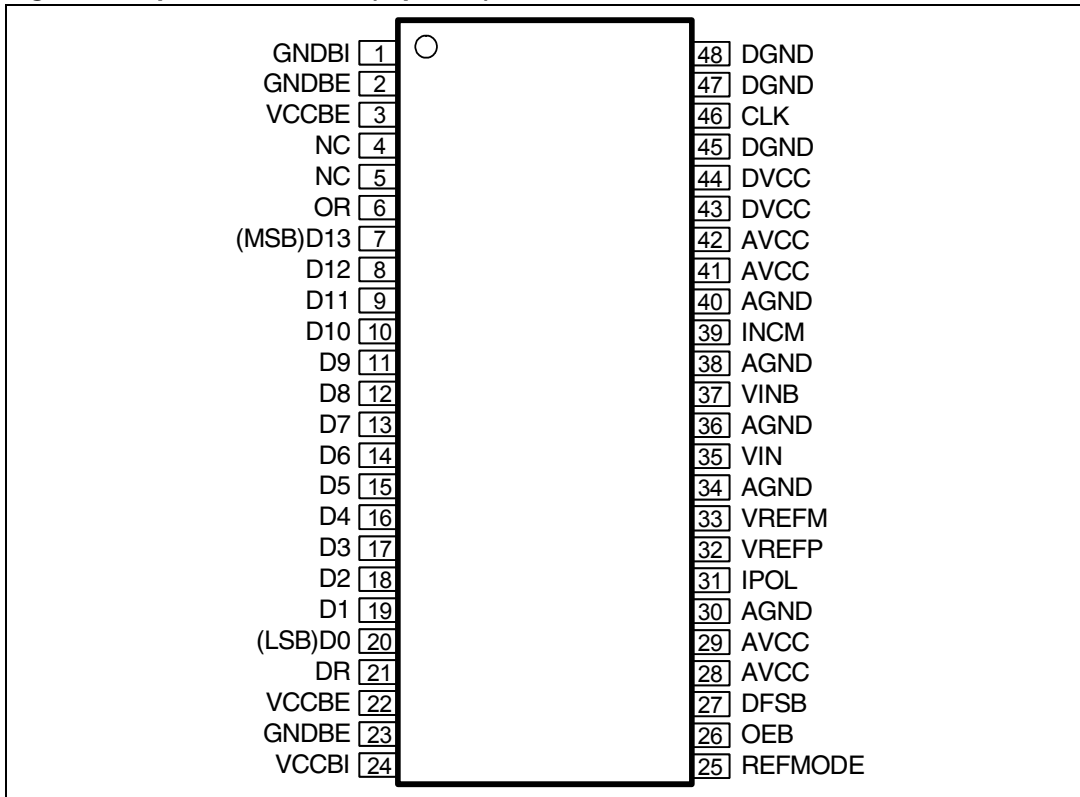 GNDBI 1
GNDBE 2
VCCBE 3
NC 4
NC 5
OR 6
(MSB)D13 7
D12 8
D11 9
D10 10
D9 11
D8 12
D7 13
D6 14
D5 15
D4 16
D3 17
D2 18
D1 19
(LSB)D0 20
DR 21
VCCBE 22
GNDBE 23
VCCBI 24
48 DGND
47 DGND
46 CLK
45 DGND
44 DVCC
43 DVCC
42 AVCC
41 AVCC
40 AGND
39 INCM
38 AGND
37 VINB
36 AGND
35 VIN
34 AGND
33 VREFM
32 VREFP
31 IPOL
30 AGND
29 AVCC
28 AVCC
27 DFSB
26 OEB
25 REFMODE